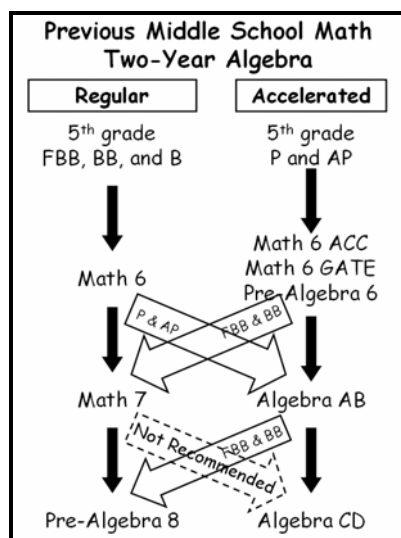 Previous Middle School Math
Two-Year Algebra
Regular
Accelerated
5th grade
FBB, BB, and B
5th grade
P and AP
Math 6
Math 6 ACC
Math 6 GATE
Pre-Algebra 6
P & AP
FBB & BB
Math 7
Algebra AB
Not Recommended
FBB & BB
Pre-Algebra 8
Algebra CD